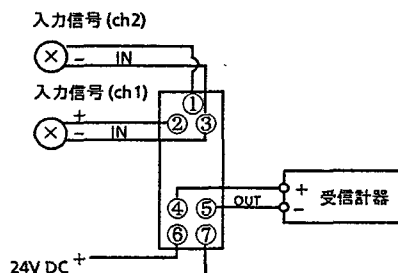 入力信号 (ch2)
− IN
入力信号 (ch1)
①
+ ② ③
− IN
④ ⑤ OUT + 受信計器
−
⑥ ⑦
24V DC +